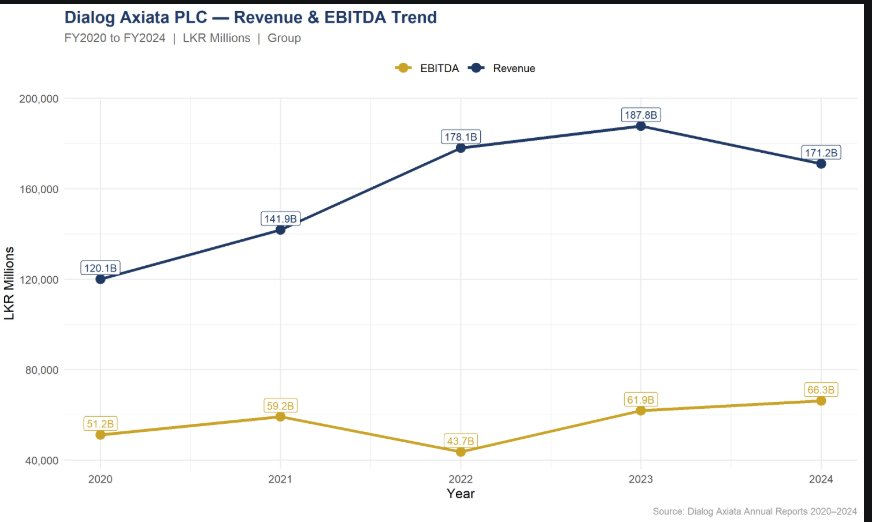 Dialog Axiata PLC — Revenue & EBITDA Trend
FY2020 to FY2024 | LKR Millions | Group
EBITDA Revenue
200,000
160,000
120,000
80,000
40,000
LKR Millions
120.1B
141.9B
178.1B
187.8B
171.2B
51.2B
59.2B
43.7B
61.9B
66.3B
2020 2021 2022 2023 2024
Year
Source: Dialog Axiata Annual Reports 2020–2024